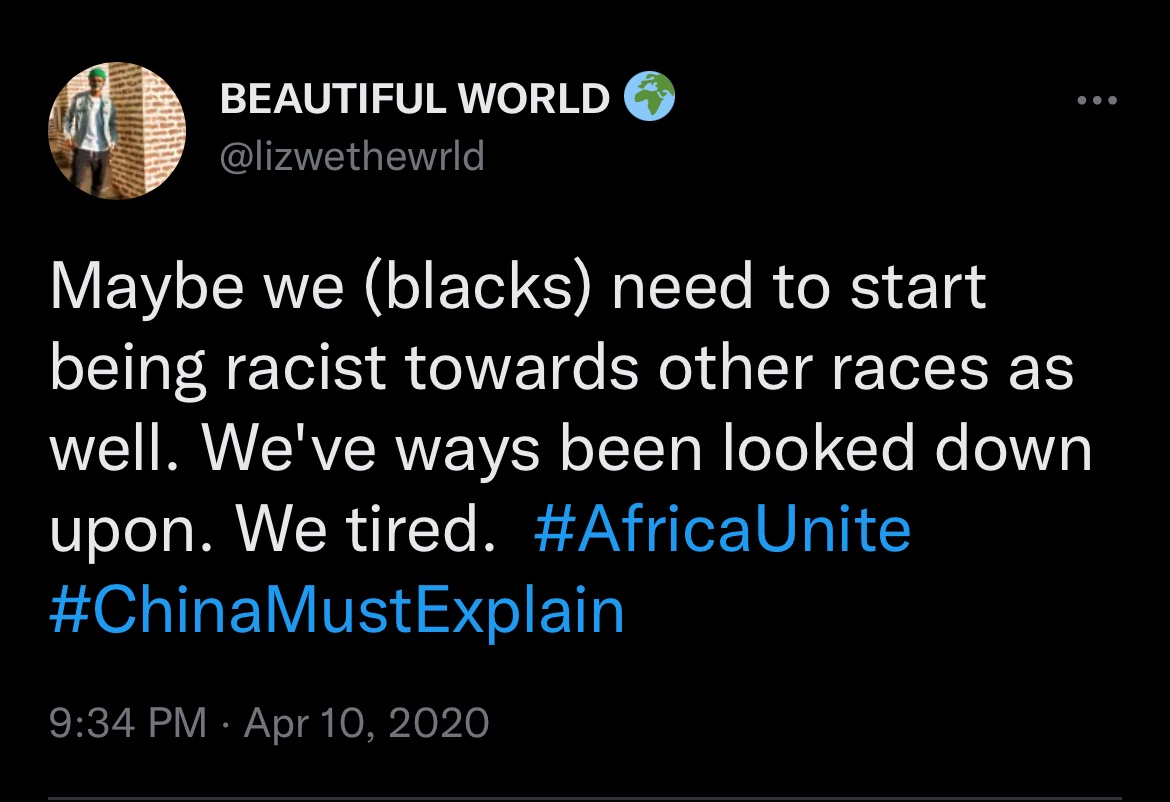 BEAUTIFUL WORLD 🌍
@lizwethewrld
Maybe we (blacks) need to start
being racist towards other races as
well. We've ways been looked down
upon. We tired. #AfricaUnite
#ChinaMustExplain
9:34 PM · Apr 10, 2020